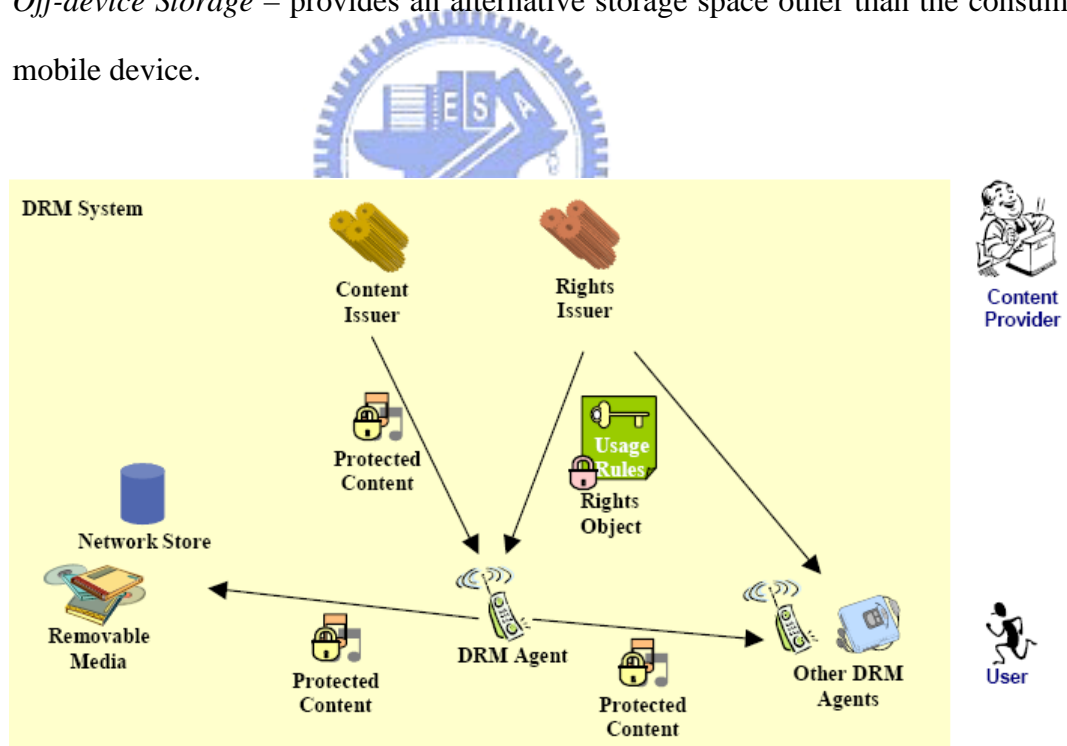 Off-device Storage – provides an alternative storage space other than the consum
mobile device.
ESA
DRM System
Content
Issuer
Rights
Issuer
Content
Provider
Protected
Content
Usage
Rules
Rights
Object
Network Store
Removable
Media
DRM Agent
Protected
Content
Protected
Content
Other DRM
Agents
User